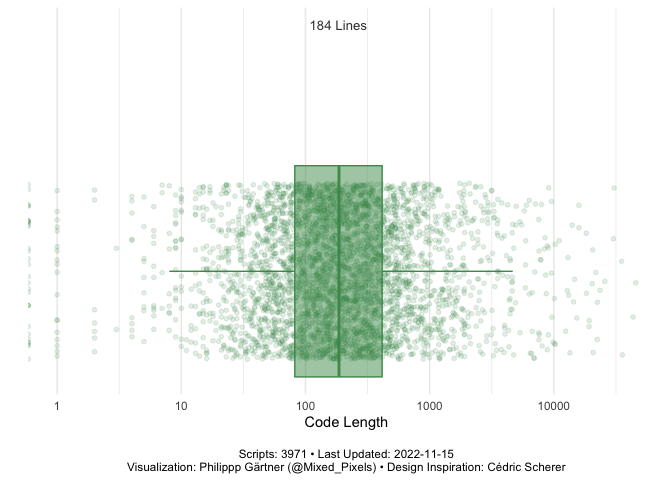 184 Lines
1 10 100 1000 10000
Code Length
Scripts: 3971 • Last Updated: 2022-11-15
Visualization: Philippp Gärtner (@Mixed_Pixels) • Design Inspiration: Cédric Scherer